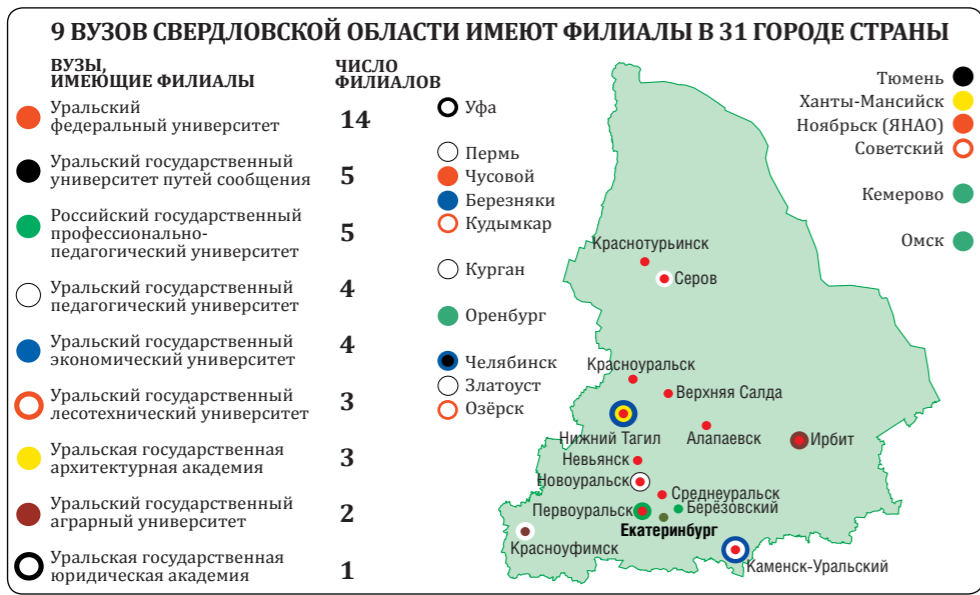 9 ВУЗОВ СВЕРДЛОВСКОЙ ОБЛАСТИ ИМЕЮТ ФИЛИАЛЫ В 31 ГОРОДЕ СТРАНЫ
ВУЗЫ,
ИМЕЮЩИЕ ФИЛИАЛЫ
ЧИСЛО
ФИЛИАЛОВ
Уральский
федеральный университет
14
Уральский государственный
университет путей сообщения
5
Российский государственный
профессионально-
педагогический университет
5
Уральский государственный
педагогический университет
4
Уральский государственный
экономический университет
4
Уральский государственный
лесотехнический университет
3
Уральская государственная
архитектурная академия
3
Уральский государственный
аграрный университет
2
Уральская государственная
юридическая академия
1
Уфа
Пермь
Чусовой
Березняки
Кудымкар
Курган
Оренбург
Челябинск
Златоуст
Озёрск
Тюмень
Ханты-Мансийск
Ноябрьск (ЯНАО)
Советский
Кемерово
Омск
Краснотурьинск
Серов
Красноуральск
Верхняя Салда
Нижний Тагил
Алапаевск
Ирбит
Невьянск
Новоуральск
Среднеуральск
Первоуральск
Берёзовский
Екатеринбург
Красноуфимск
Каменск-Уральский